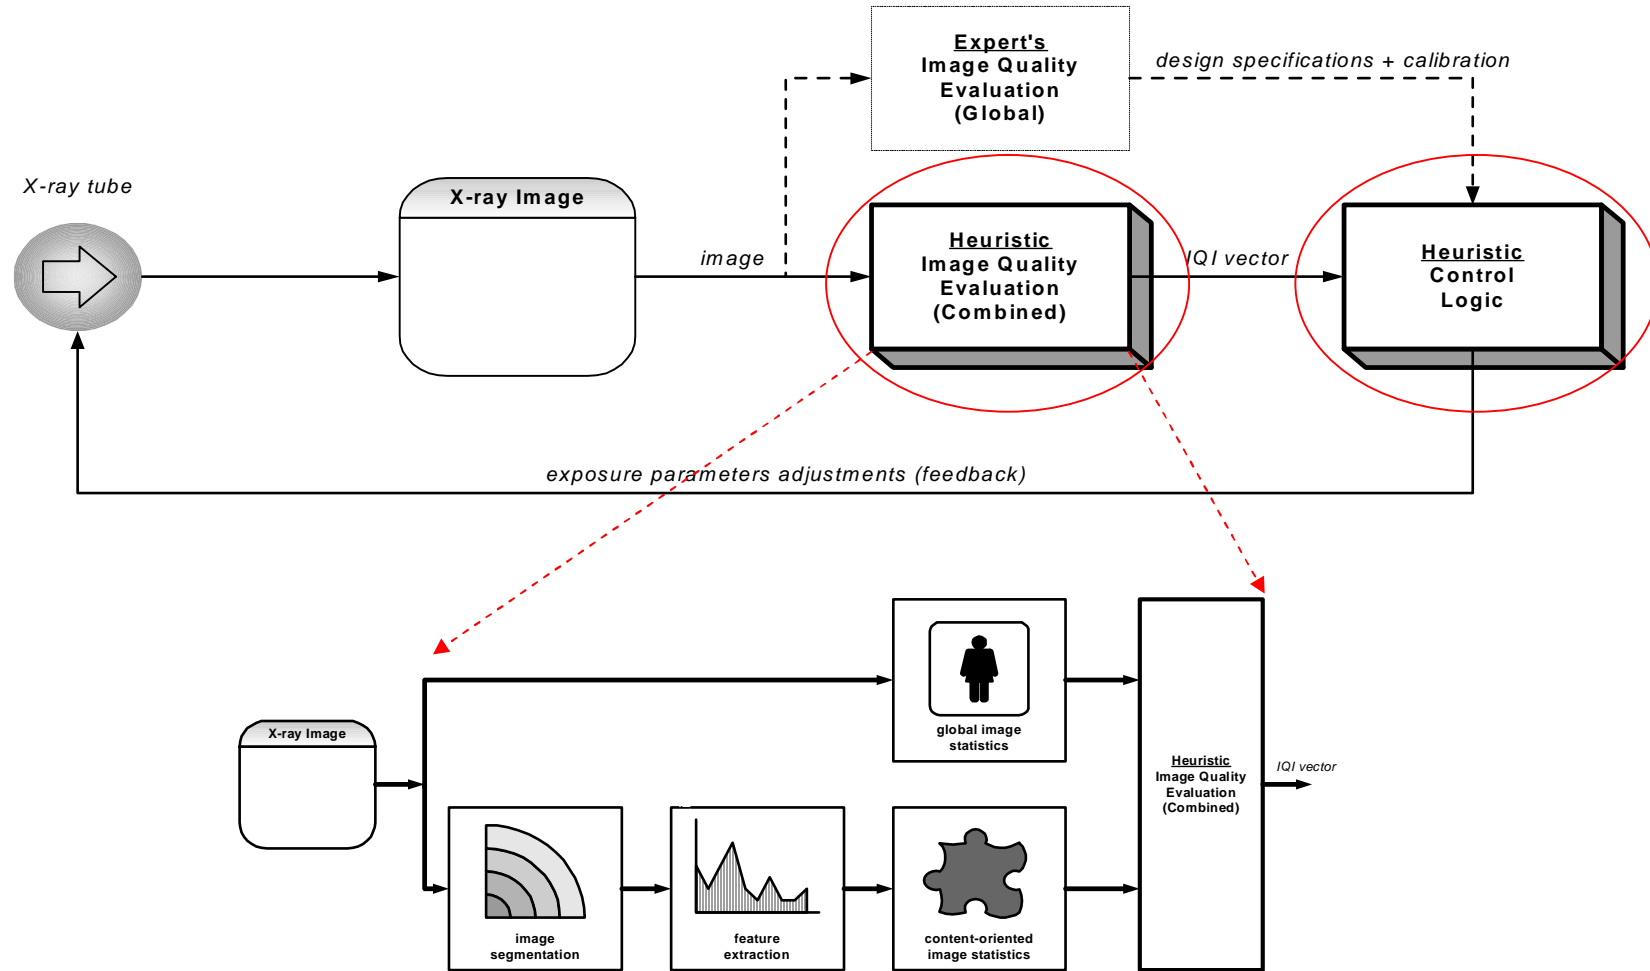 Expert's
Image Quality
Evaluation
(Global)
design specifications + calibration
X-ray tube
X-ray Image
image
Heuristic
Image Quality
Evaluation
(Combined)
IQI vector
Heuristic
Control
Logic
exposure parameters adjustments (feedback)
X-ray Image
global image
statistics
Heuristic
Image Quality
Evaluation
(Combined)
IQI vector
image
segmentation
feature
extraction
content-oriented
image statistics